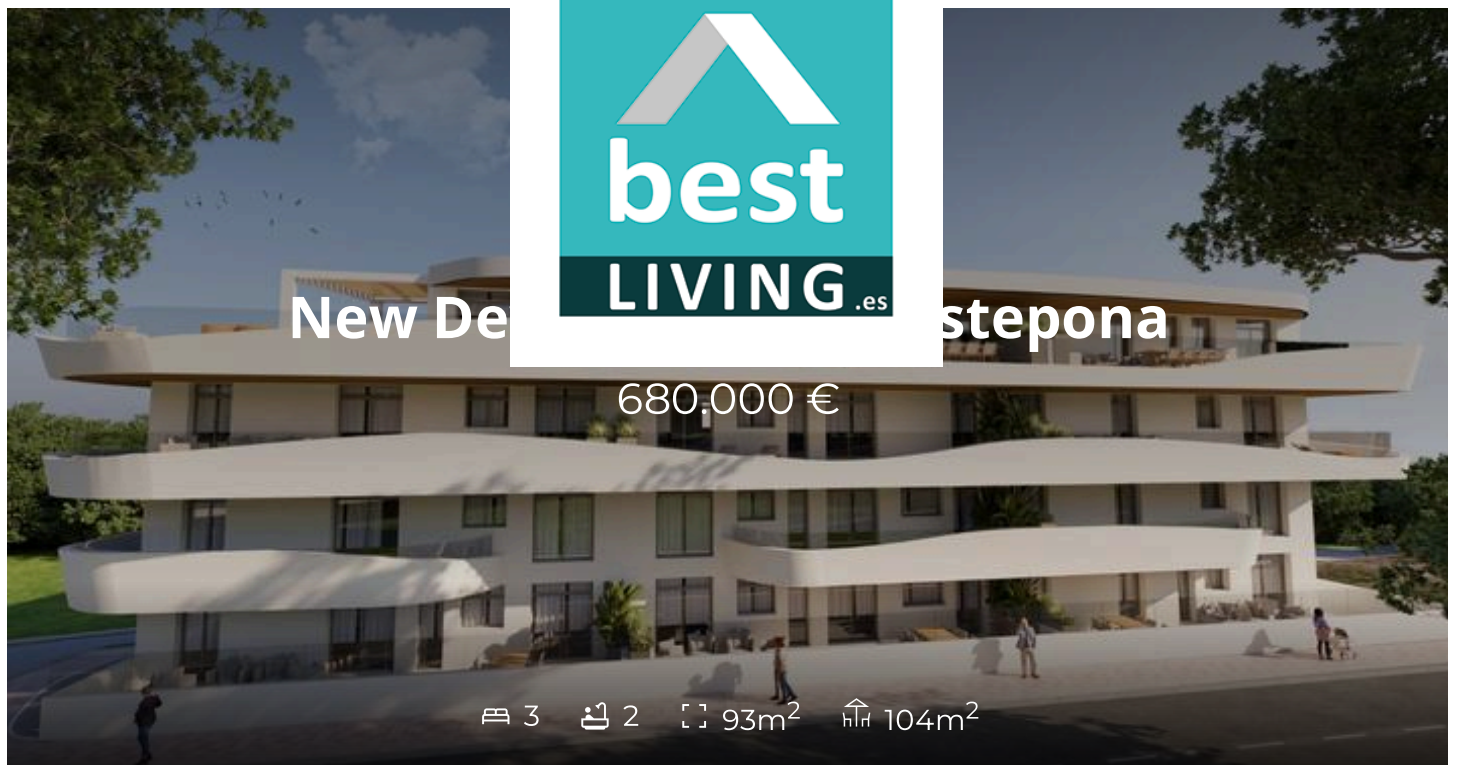 best
LIVING.es
New De stepona
680.000 €
3 2 93m² 104m²